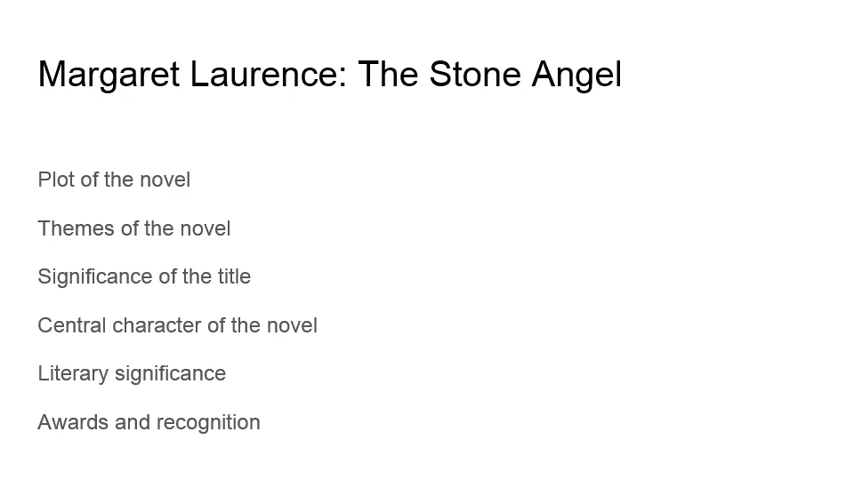 Margaret Laurence: The Stone Angel
Plot of the novel
Themes of the novel
Significance of the title
Central character of the novel
Literary significance
Awards and recognition